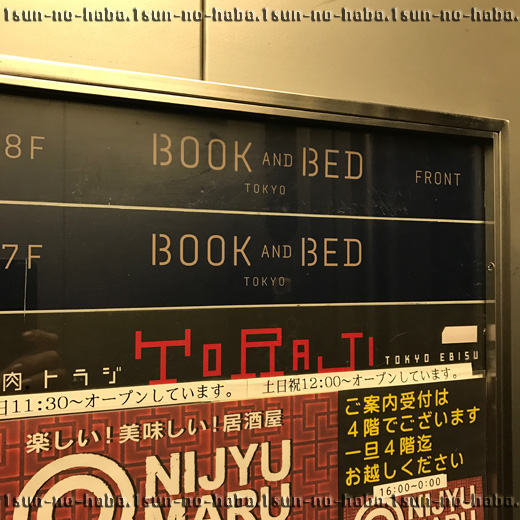 1sun-no-haba.1sun-no-haba.1sun-no-haba.1sun-no-haba.
8F BOOK AND BED TOKYO FRONT
7F BOOK AND BED TOKYO
肉 トラジ TORAJI TOKYO EBISU
日11:30〜オープンしています。 土日祝12:00〜オープンしています。
楽しい!美味しい!居酒屋
NIJYU
MARU
ご案内受付は
4階でございます
一旦4階迄
お越しください
16:00〜0:00
NIJYU
1sun-no-haba.1sun-no-haba.1sun-no-haba.1sun-no-haba.